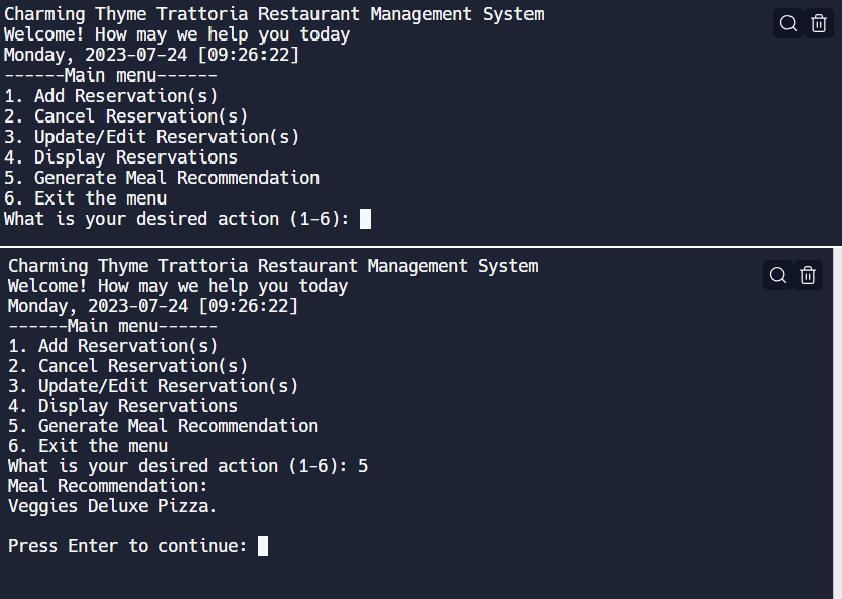 Charming Thyme Trattoria Restaurant Management System
Welcome! How may we help you today
Monday, 2023-07-24 [09:26:22]
------Main menu------
1. Add Reservation(s)
2. Cancel Reservation(s)
3. Update/Edit Reservation(s)
4. Display Reservations
5. Generate Meal Recommendation
6. Exit the menu
What is your desired action (1-6):
Charming Thyme Trattoria Restaurant Management System
Welcome! How may we help you today
Monday, 2023-07-24 [09:26:22]
------Main menu------
1. Add Reservation(s)
2. Cancel Reservation(s)
3. Update/Edit Reservation(s)
4. Display Reservations
5. Generate Meal Recommendation
6. Exit the menu
What is your desired action (1-6): 5
Meal Recommendation:
Veggies Deluxe Pizza.
Press Enter to continue: